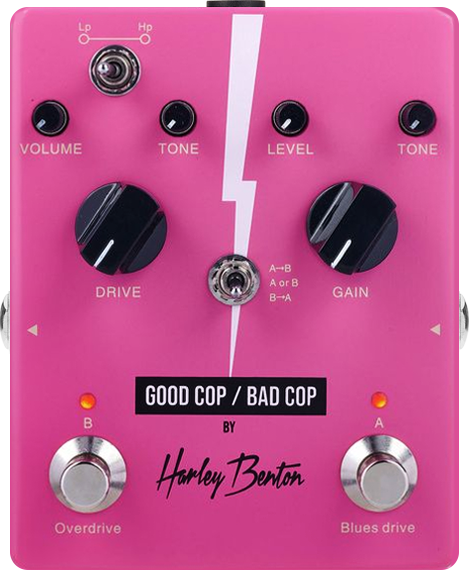 Lp Hp
VOLUME TONE LEVEL TONE
A→B
A or B
B→A
DRIVE GAIN
GOOD COP / BAD COP
BY
B A
Harley Benton
Overdrive Blues drive